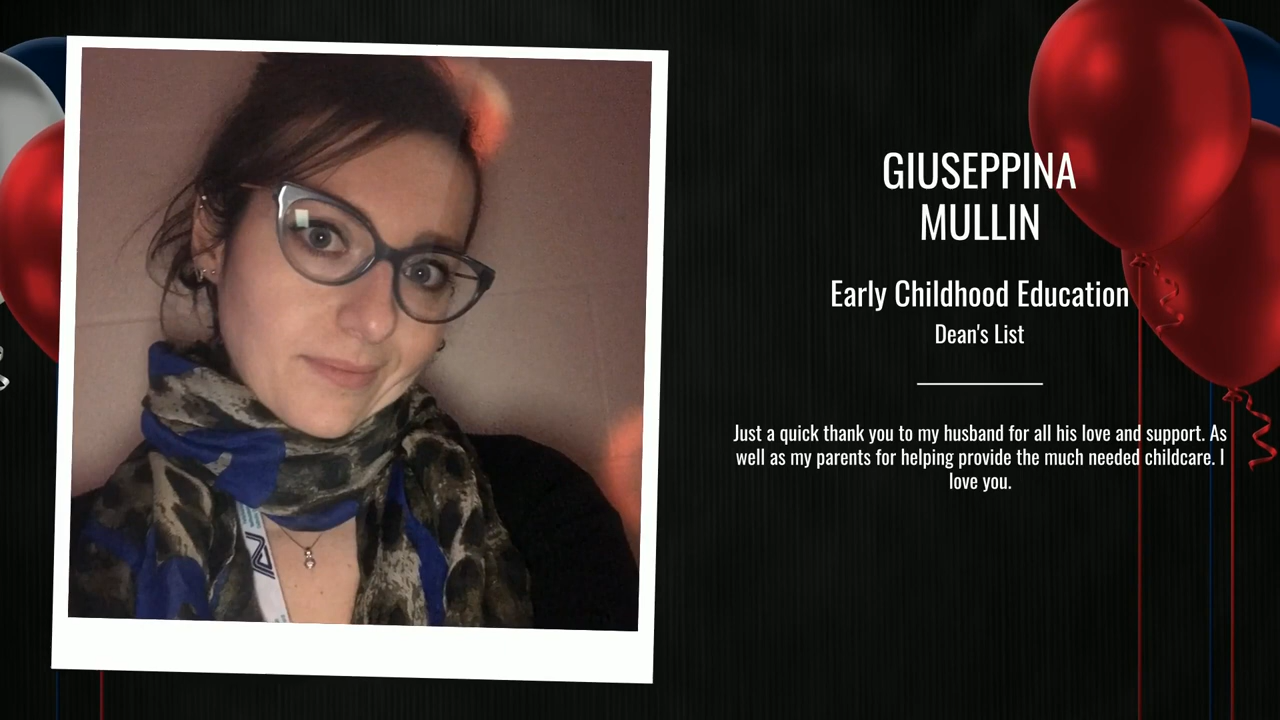 GIUSEPPINA
MULLIN
Early Childhood Education
Dean's List
Just a quick thank you to my husband for all his love and support. As
well as my parents for helping provide the much needed childcare. I
love you.